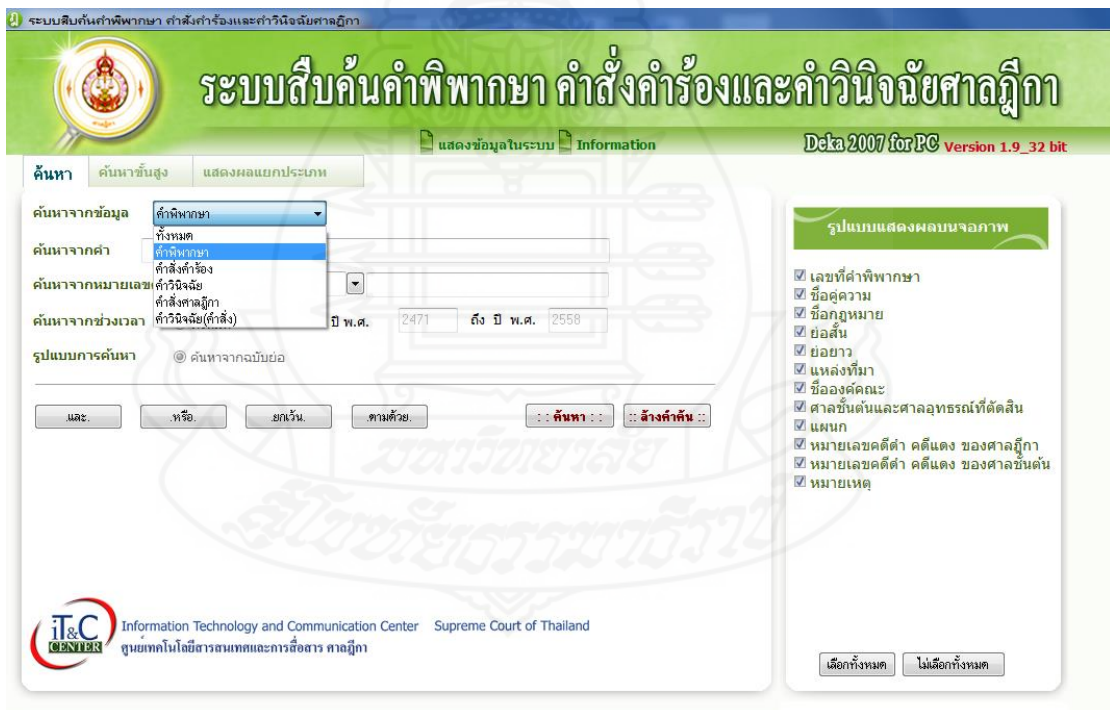 ระบบสืบค้นคำพิพากษา คำสั่งคำร้องและคำวินิจฉัยศาลฎีกา
ระบบสืบค้นคำพิพากษา คำสั่งคำร้องและคำวินิจฉัยศาลฎีกา
แสดงข้อมูลในระบบ Information
Deka 2007 for PC Version 1.9_32 bit
ค้นหา ค้นหาขั้นสูง แสดงผลแยกประเภท
ค้นหาจากข้อมูล คำพิพากษา
ทั้งหมด
คำพิพากษา
คำสั่งคำร้อง
คำวินิจฉัย
คำสั่งศาลฎีกา
คำวินิจฉัย(คำสั่ง)
ค้นหาจากคำ
ค้นหาจากหมายเลข
ค้นหาจากช่วงเวลา ปี พ.ศ. 2471 ถึง ปี พ.ศ. 2558
รูปแบบการค้นหา ค้นหาจากฉบับย่อ
.และ. .หรือ. .ยกเว้น. .ตามด้วย. : : ค้นหา : : :: ล้างคำค้น ::
รูปแบบแสดงผลบนจอภาพ
เลขที่คำพิพากษา
ชื่อคู่ความ
ชื่อกฎหมาย
ย่อสั้น
ย่อยาว
แหล่งที่มา
ชื่อองค์คณะ
ศาลชั้นต้นและศาลอุทธรณ์ที่ตัดสิน
แผนก
หมายเลขคดีดำ คดีแดง ของศาลฎีกา
หมายเลขคดีดำ คดีแดง ของศาลชั้นต้น
หมายเหตุ
เลือกทั้งหมด ไม่เลือกทั้งหมด
iT&C CENTER
Information Technology and Communication Center Supreme Court of Thailand
ศูนย์เทคโนโลยีสารสนเทศและการสื่อสาร ศาลฎีกา
มหาวิทยาลัย
สุโขทัยธรรมาธิราช